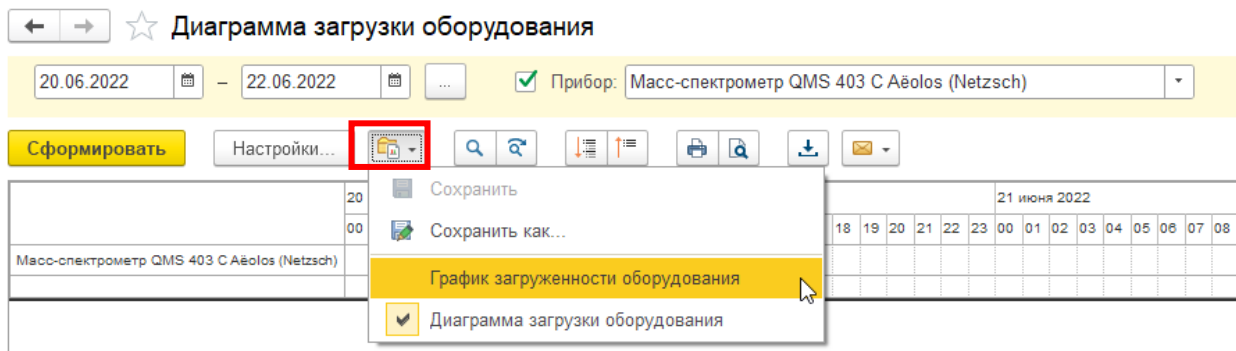 Диаграмма загрузки оборудования
20.06.2022 – 22.06.2022 ... Прибор: Масс-спектрометр QMS 403 C Aëolos (Netzsch)
Сформировать Настройки...
Сохранить
20 21 июня 2022
Сохранить как...
00 18 19 20 21 22 23 00 01 02 03 04 05 06 07 08
Масс-спектрометр QMS 403 C Aëolos (Netzsch)
График загруженности оборудования
Диаграмма загрузки оборудования